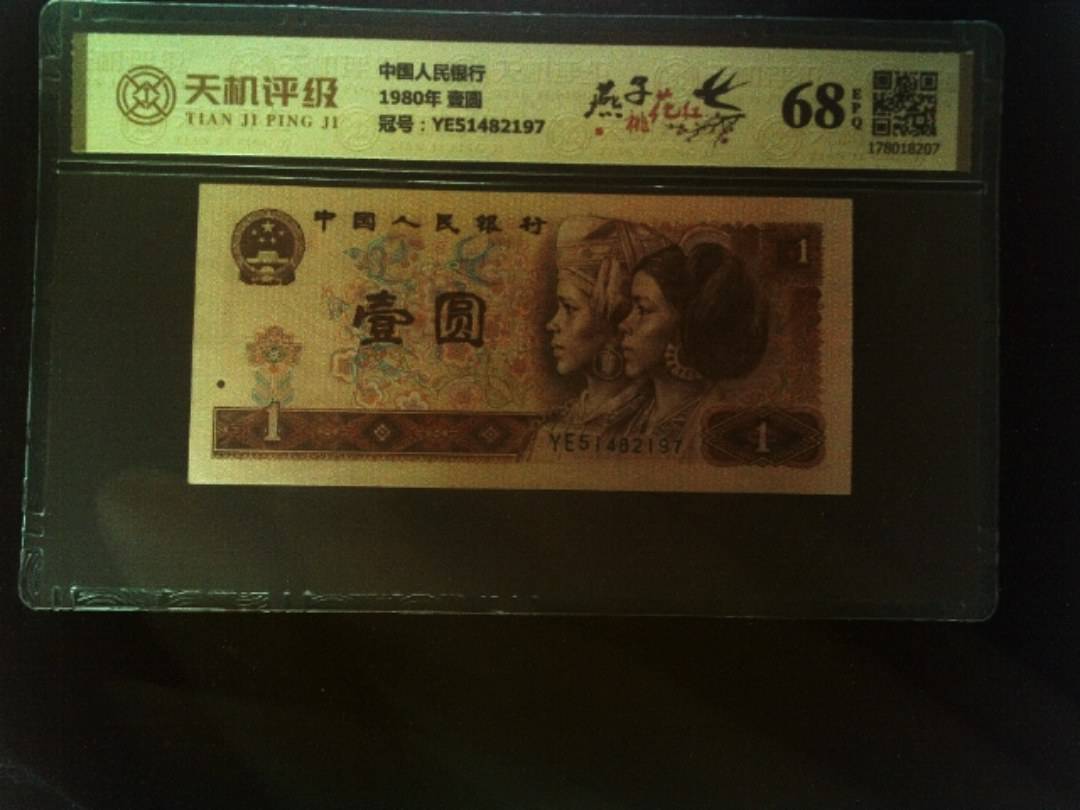 天机评级
TIAN JI PING JI
中国人民银行
1980年 壹圆
冠号：YE51482197
燕子
桃花红
68
EPQ
178018207
中国人民银行
1
壹圆
1
YE51482197
1